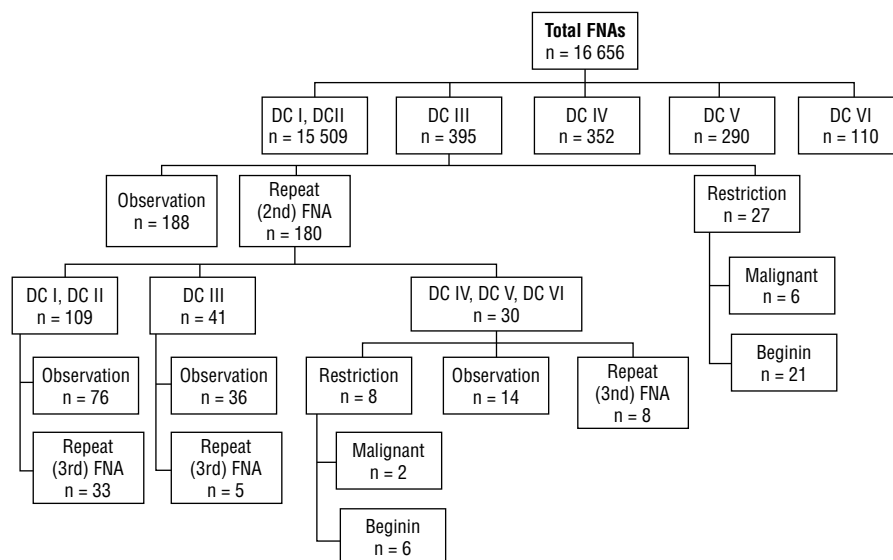 Total FNAs
n = 16 656
DC I, DCII
n = 15 509
DC III
n = 395
DC IV
n = 352
DC V
n = 290
DC VI
n = 110
Observation
n = 188
Repeat
(2nd) FNA
n = 180
Restriction
n = 27
DC I, DC II
n = 109
DC III
n = 41
DC IV, DC V, DC VI
n = 30
Malignant
n = 6
Beginin
n = 21
Observation
n = 76
Repeat
(3rd) FNA
n = 33
Observation
n = 36
Repeat
(3rd) FNA
n = 5
Restriction
n = 8
Observation
n = 14
Repeat
(3nd) FNA
n = 8
Malignant
n = 2
Beginin
n = 6